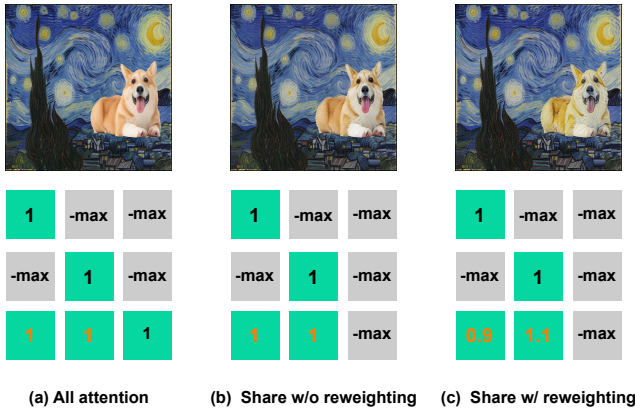 1 -max -max 1 -max -max 1 -max -max
-max 1 -max -max 1 -max -max 1 -max
1 1 1 1 1 -max 0.9 1.1 -max
(a) All attention (b) Share w/o reweighting (c) Share w/ reweighting